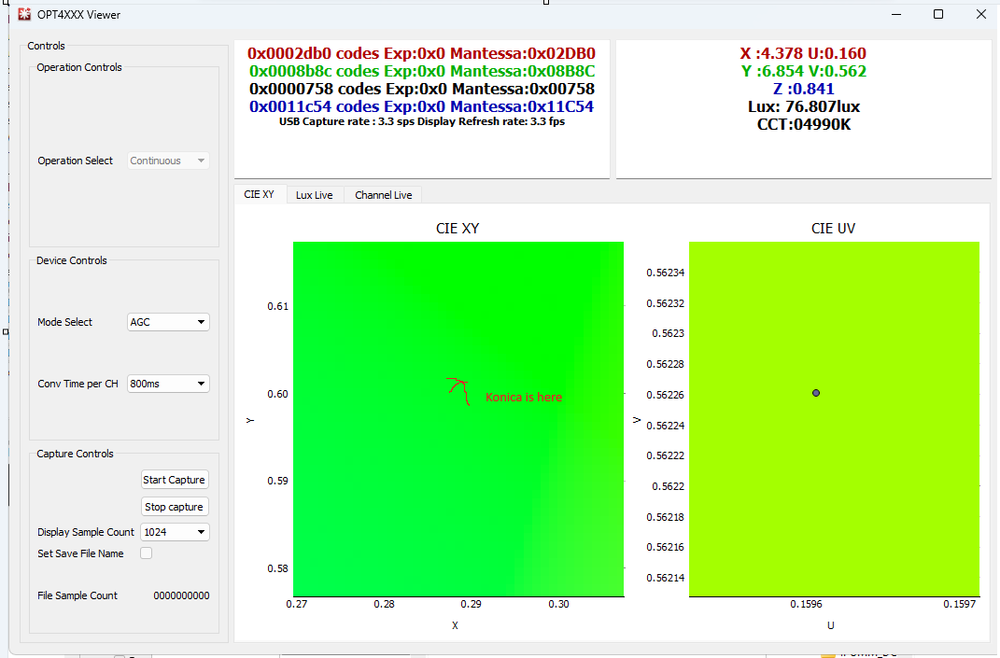 OPT4XXX Viewer
Controls
Operation Controls
Operation Select Continuous
Device Controls
Mode Select AGC
Conv Time per CH 800ms
Capture Controls
Start Capture
Stop capture
Display Sample Count 1024
Set Save File Name
File Sample Count 0000000000
0x0002db0 codes Exp:0x0 Mantessa:0x02DB0
0x0008b8c codes Exp:0x0 Mantessa:0x08B8C
0x0000758 codes Exp:0x0 Mantessa:0x00758
0x0011c54 codes Exp:0x0 Mantessa:0x11C54
USB Capture rate : 3.3 sps Display Refresh rate: 3.3 fps
X :4.378 U:0.160
Y :6.854 V:0.562
Z :0.841
Lux: 76.807lux
CCT:04990K
CIE XY Lux Live Channel Live
CIE XY
0.61
0.60
0.59
0.58
Y
Konica is here
0.27 0.28 0.29 0.30
X
CIE UV
0.56234
0.56232
0.5623
0.56228
0.56226
0.56224
0.56222
0.5622
0.56218
0.56216
0.56214
V
0.1596 0.1597
U